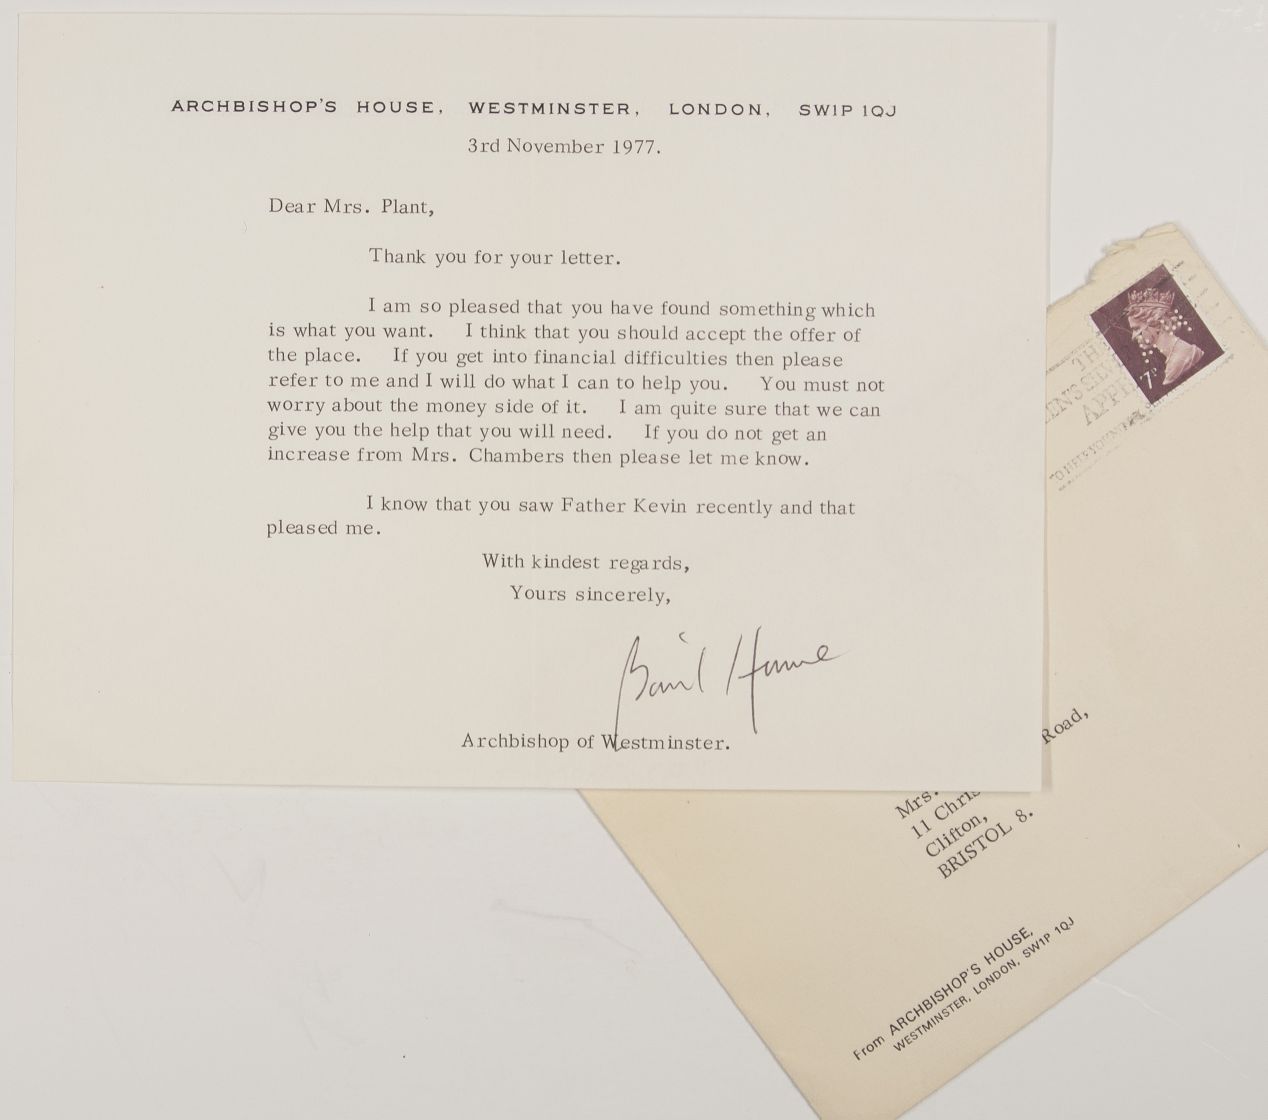 ARCHBISHOP'S HOUSE, WESTMINSTER, LONDON, SW1P 1QJ
3rd November 1977.
Dear Mrs. Plant,
Thank you for your letter.
I am so pleased that you have found something which
is what you want. I think that you should accept the offer of
the place. If you get into financial difficulties then please
refer to me and I will do what I can to help you. You must not
worry about the money side of it. I am quite sure that we can
give you the help that you will need. If you do not get an
increase from Mrs. Chambers then please let me know.
I know that you saw Father Kevin recently and that
pleased me.
With kindest regards,
Yours sincerely,
Basil Hume
Archbishop of Westminster.
7P
Mrs.
11 Chris Road,
Clifton,
BRISTOL 8.
From ARCHBISHOP'S HOUSE,
WESTMINSTER, LONDON, SW1P 1QJ